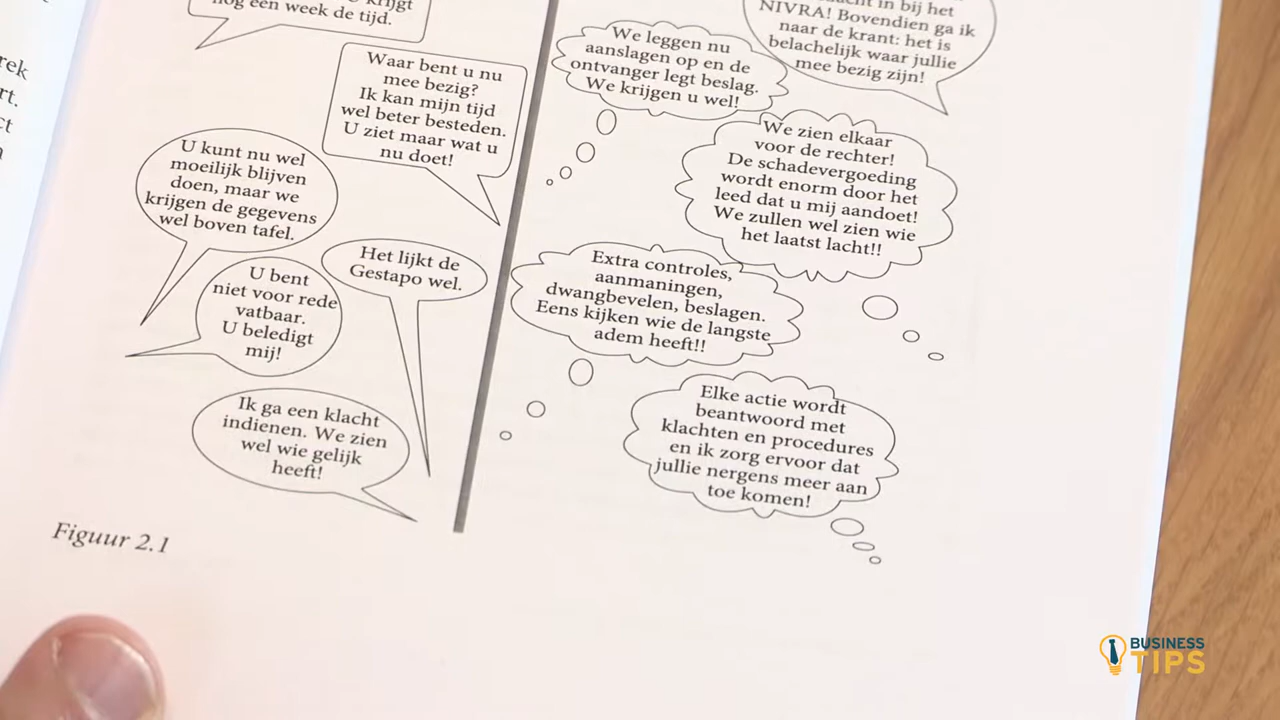 nog een week de tijd.
Waar bent u nu
mee bezig?
Ik kan mijn tijd
wel beter besteden.
U ziet maar wat u
nu doet!
U kunt nu wel
moeilijk blijven
doen, maar we
krijgen de gegevens
wel boven tafel.
Het lijkt de
Gestapo wel.
U bent
niet voor rede
vatbaar.
U beledigt
mij!
Ik ga een klacht
indienen. We zien
wel wie gelijk
heeft!
in bij het
NIVRA! Bovendien ga ik
naar de krant: het is
belachelijk waar jullie
mee bezig zijn!
We leggen nu
aanslagen op en de
ontvanger legt beslag.
We krijgen u wel!
We zien elkaar
voor de rechter!
De schadevergoeding
wordt enorm door het
leed dat u mij aandoet!
We zullen wel zien wie
het laatst lacht!!
Extra controles,
aanmaningen,
dwangbevelen, beslagen.
Eens kijken wie de langste
adem heeft!!
Elke actie wordt
beantwoord met
klachten en procedures
en ik zorg ervoor dat
jullie nergens meer aan
toe komen!
Figuur 2.1
BUSINESS
TIPS